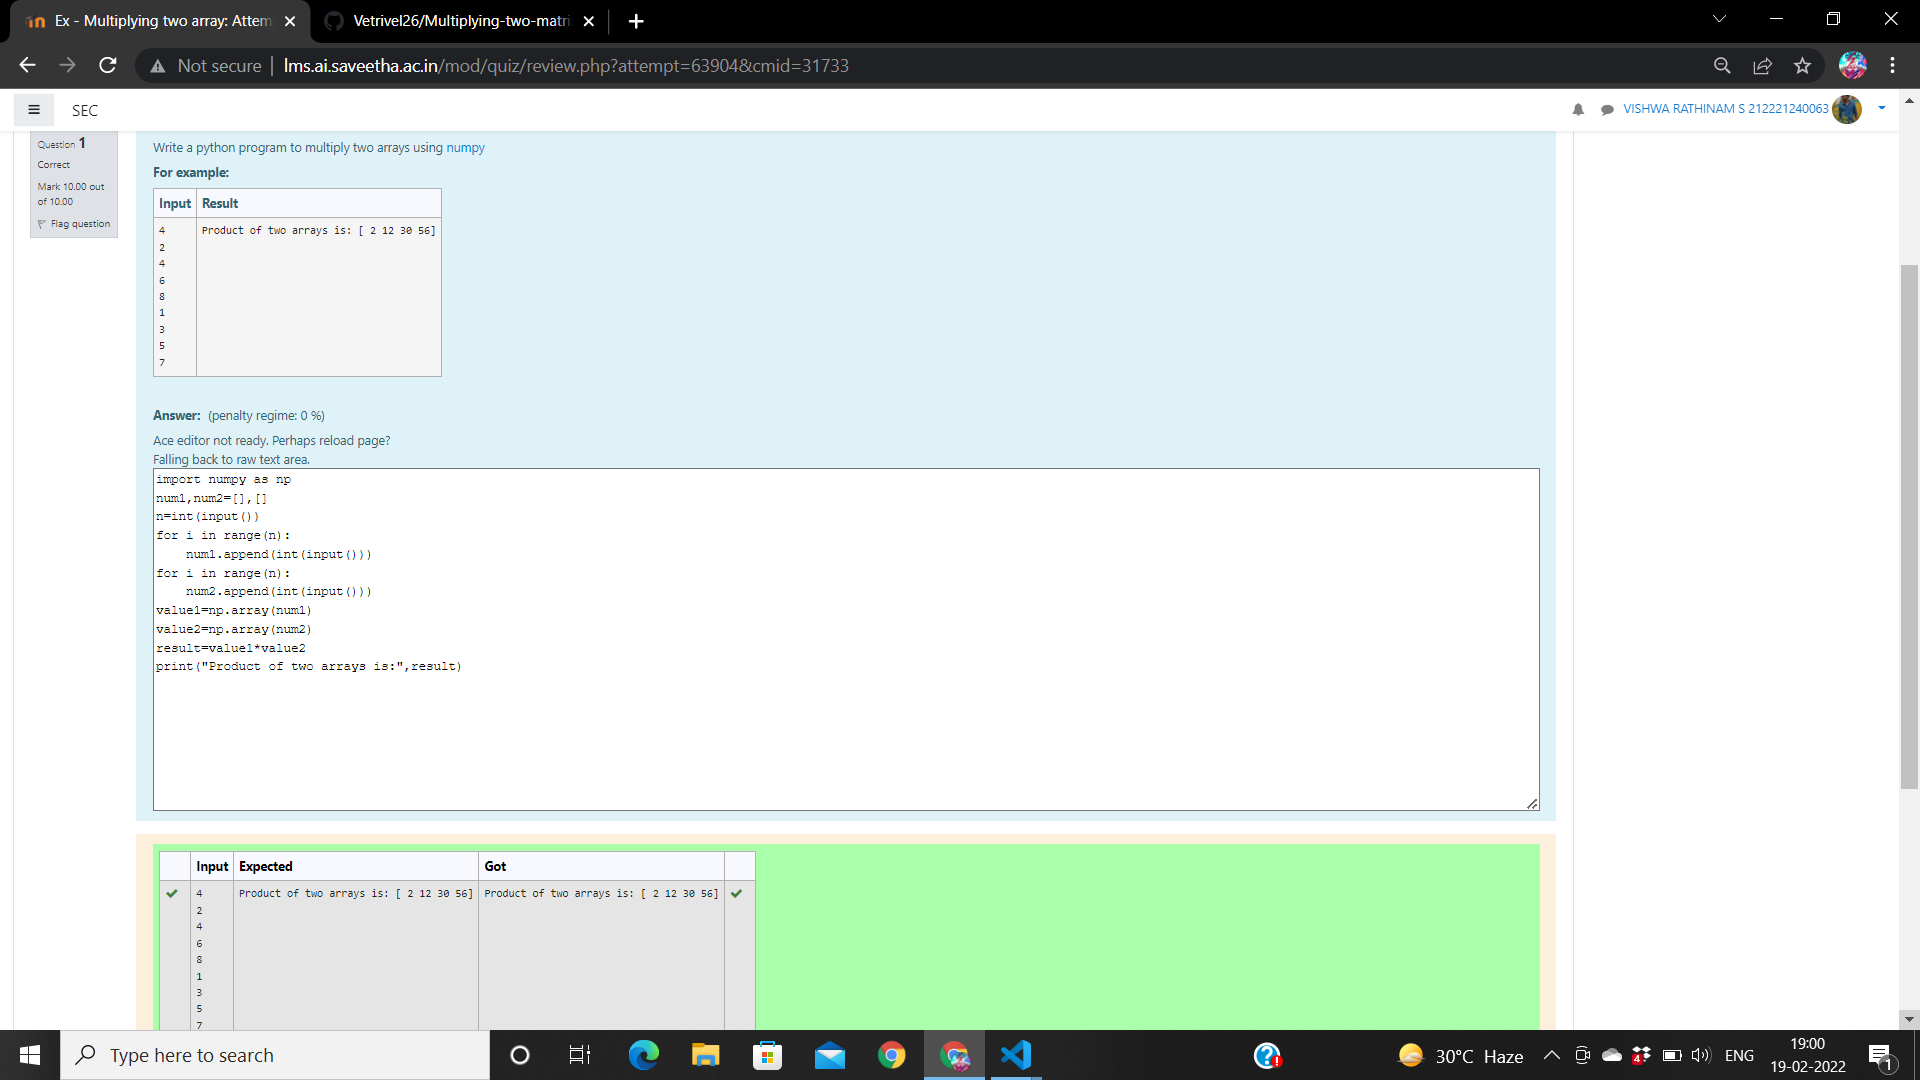 Ex - Multiplying two array: Attem
Vetrivel26/Multiplying-two-matri
Not secure
lms.ai.saveetha.ac.in/mod/quiz/review.php?attempt=63904&cmid=31733
SEC
VISHWA RATHINAM S 212221240063
Question 1
Correct
Mark 10.00 out
of 10.00
Flag question
Write a python program to multiply two arrays using numpy
For example:
Input Result
4 Product of two arrays is: [ 2 12 30 56]
2
4
6
8
1
3
5
7
Answer: (penalty regime: 0 %)
Ace editor not ready. Perhaps reload page?
Falling back to raw text area.
import numpy as np
num1,num2=[],[]
n=int(input())
for i in range(n):
    num1.append(int(input()))
for i in range(n):
    num2.append(int(input()))
value1=np.array(num1)
value2=np.array(num2)
result=value1*value2
print("Product of two arrays is:",result)
Input Expected Got
4 Product of two arrays is: [ 2 12 30 56] Product of two arrays is: [ 2 12 30 56]
2
4
6
8
1
3
5
7
Type here to search
30°C Haze
4
ENG
19:00
19-02-2022
1